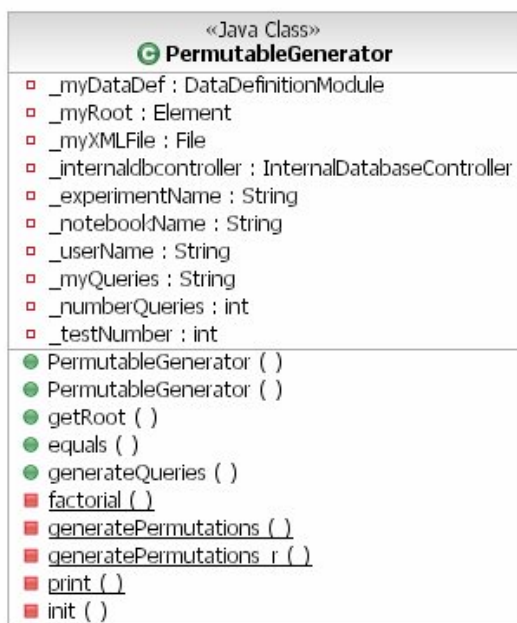 «Java Class»
PermutableGenerator
_myDataDef : DataDefinitionModule
_myRoot : Element
_myXMLFile : File
_internaldbcontroller : InternalDatabaseController
_experimentName : String
_notebookName : String
_userName : String
_myQueries : String
_numberQueries : int
_testNumber : int
PermutableGenerator ( )
PermutableGenerator ( )
getRoot ( )
equals ( )
generateQueries ( )
factorial ( )
generatePermutations ( )
generatePermutations_r ( )
print ( )
init ( )